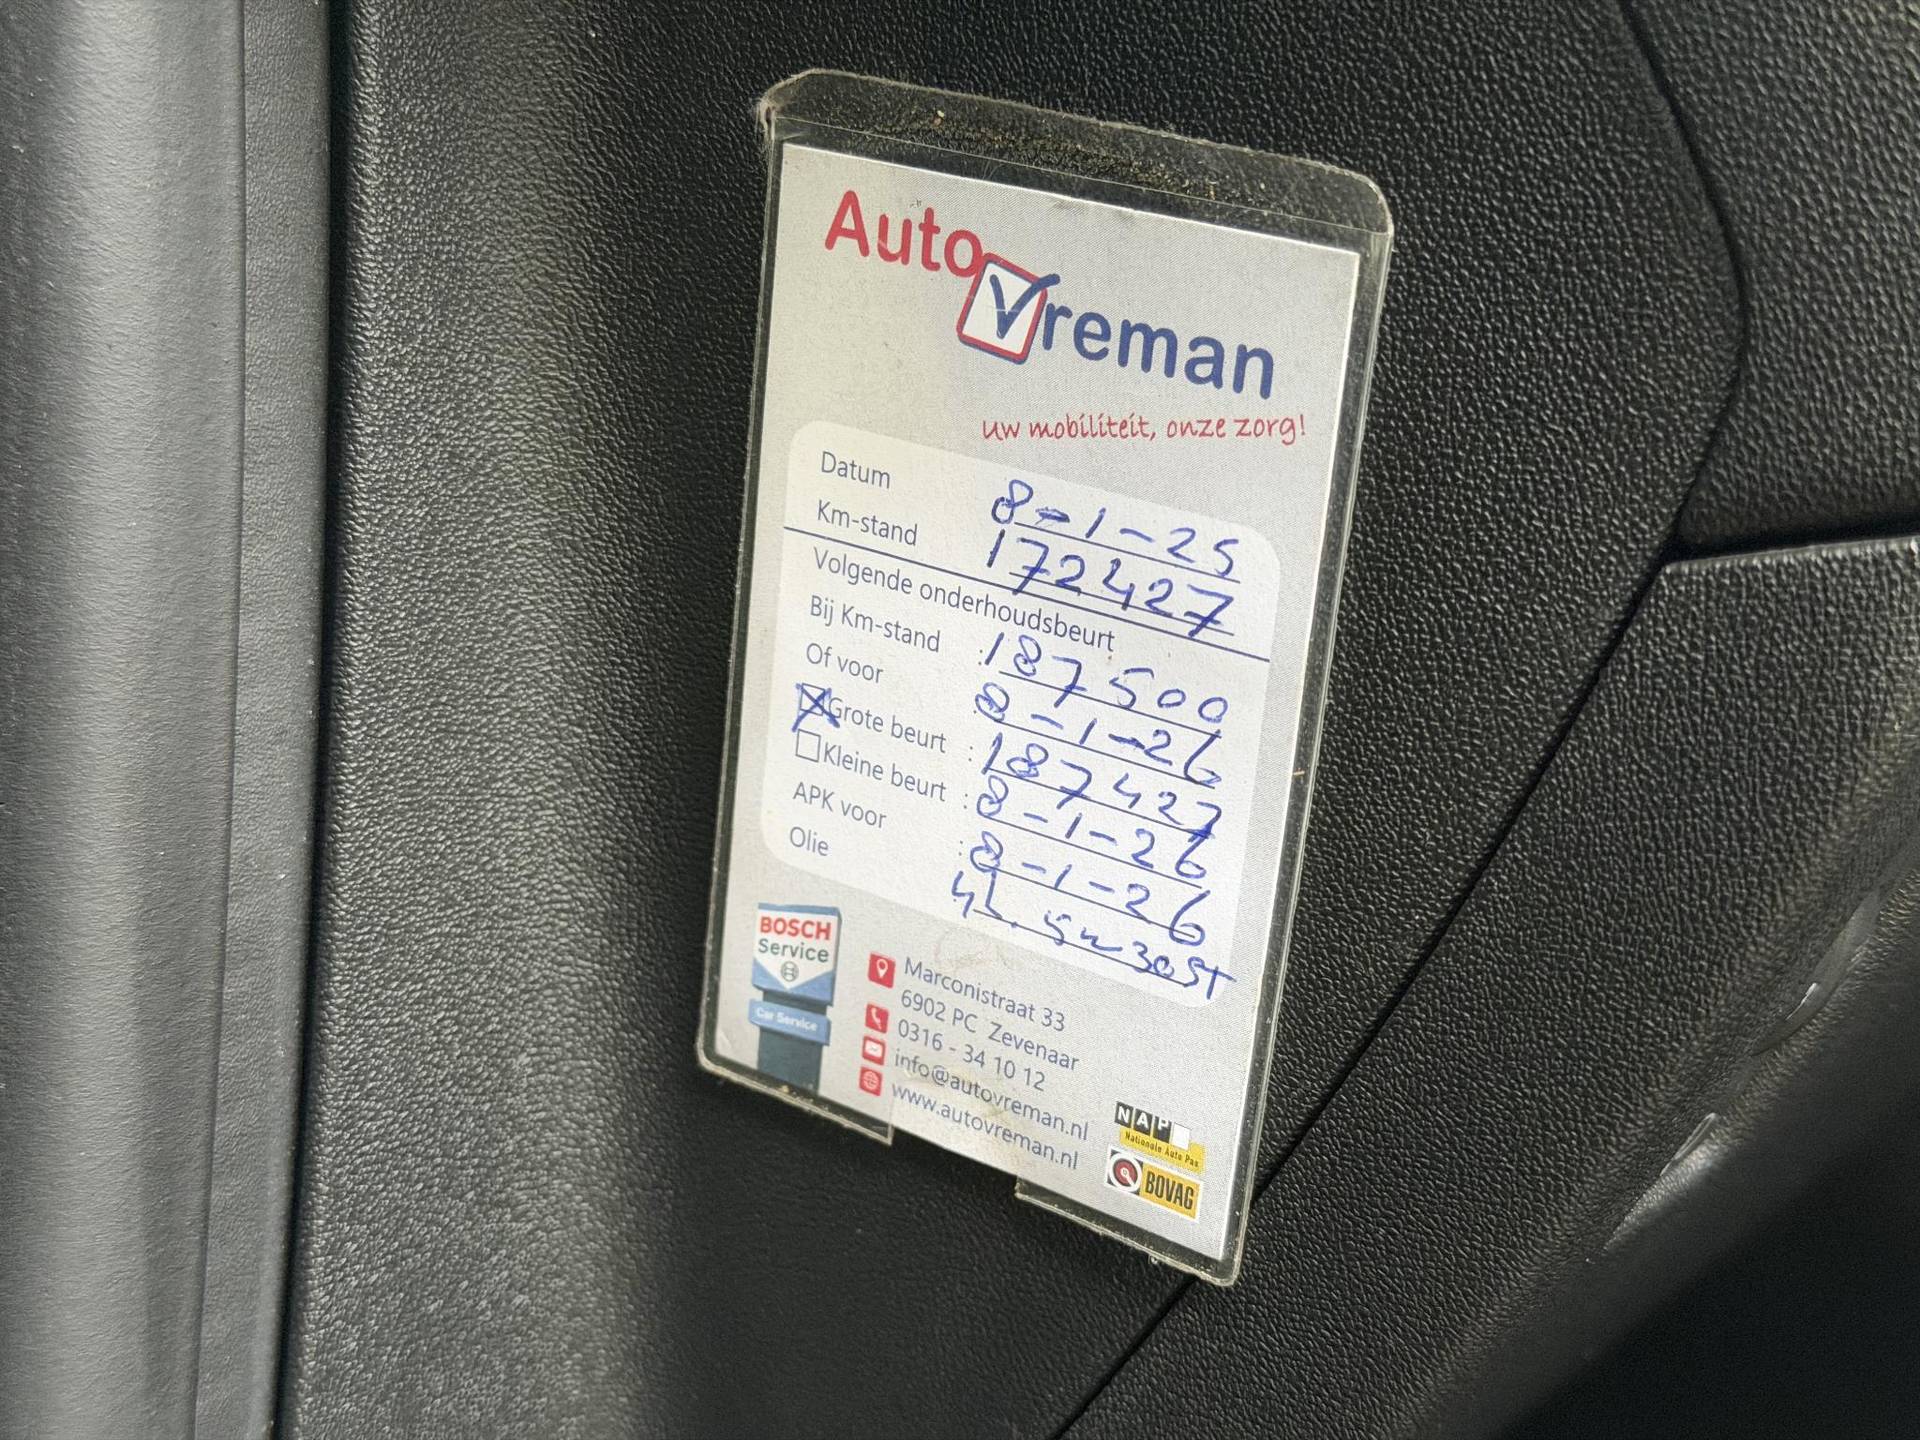 Auto Vreman
uw mobiliteit, onze zorg!
Datum 8-1-25
Km-stand 172427
Volgende onderhoudsbeurt
Bij Km-stand : 187500
Of voor : 8-1-26
Grote beurt : 187427
Kleine beurt : 8-1-26
APK voor : 8-1-26
Olie 4L. 5w30 ST
BOSCH
Service
Car Service
Marconistraat 33
6902 PC Zevenaar
0316 - 34 10 12
info@autovreman.nl
www.autovreman.nl
NAP
Nationale Auto Pas
BOVAG